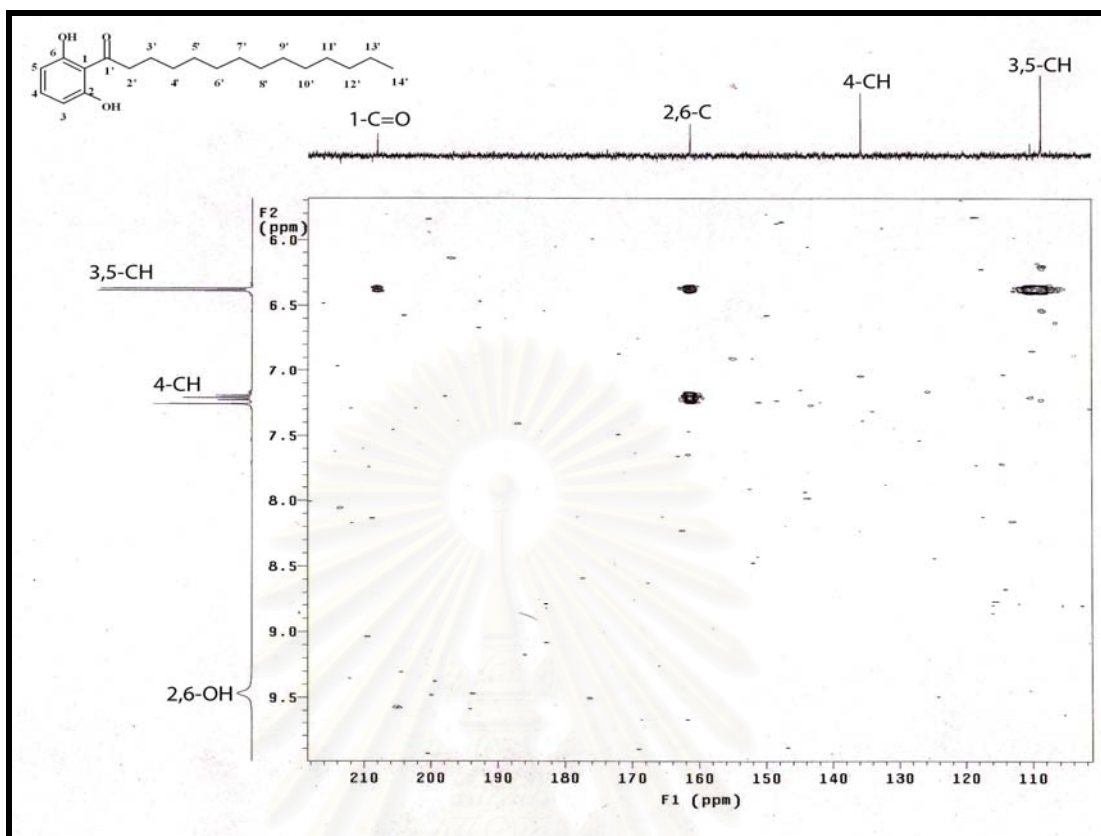 OH
O
3' 5' 7' 9' 11' 13'
6
5 1
1'
4 2' 4' 6' 8' 10' 12' 14'
2
3 OH
3,5-CH
4-CH
2,6-C
1-C=O
F2
(ppm)
6.0
3,5-CH
6.5
7.0
4-CH
7.5
8.0
8.5
9.0
2,6-OH
9.5
210 200 190 180 170 160 150 140 130 120 110
F1 (ppm)